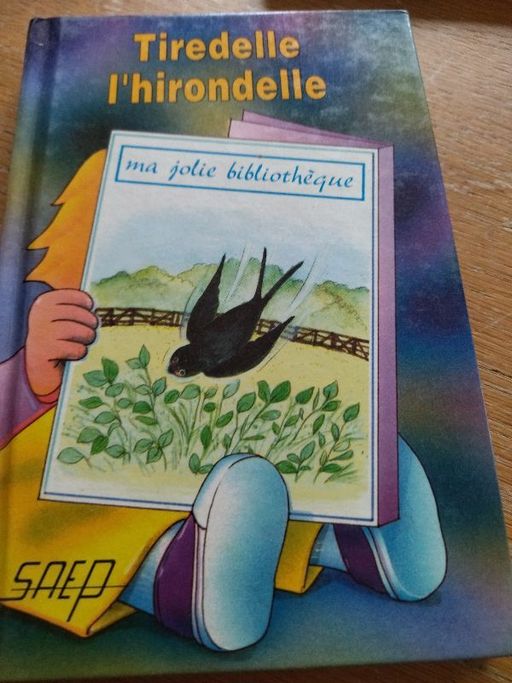 Tiredelle
l'hirondelle
ma jolie bibliothèque
SAEP